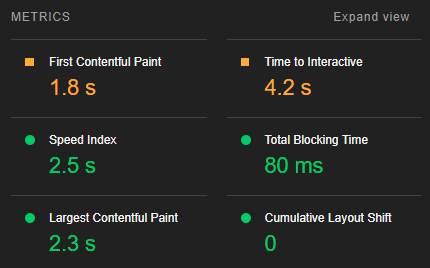 METRICS Expand view
First Contentful Paint
1.8 s
Time to Interactive
4.2 s
Speed Index
2.5 s
Total Blocking Time
80 ms
Largest Contentful Paint
2.3 s
Cumulative Layout Shift
0